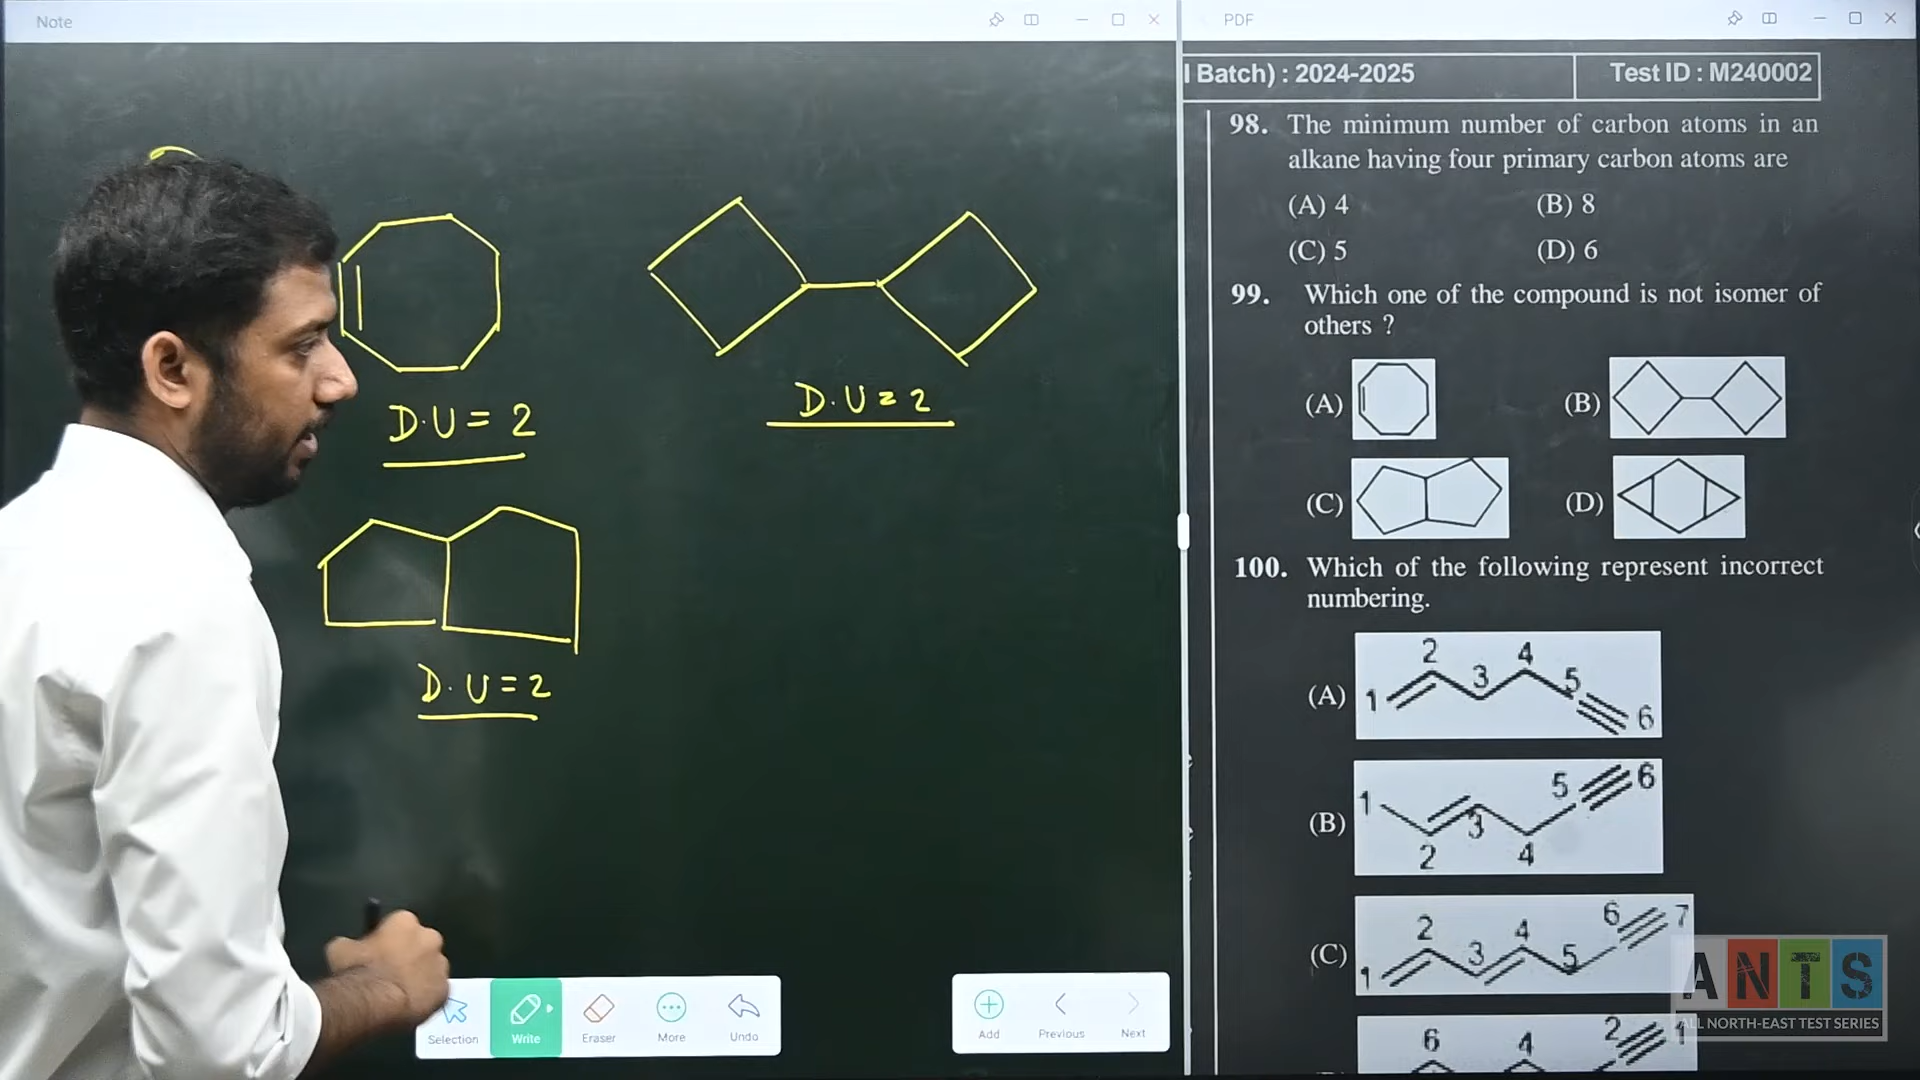 Note
PDF
D.U = 2
D.U = 2
D.U = 2
Selection
Write
Eraser
More
Undo
Add
Previous
Next
I Batch) : 2024-2025
Test ID : M240002
98. The minimum number of carbon atoms in an
alkane having four primary carbon atoms are
(A) 4
(B) 8
(C) 5
(D) 6
99. Which one of the compound is not isomer of
others ?
(A)
(B)
(C)
(D)
100. Which of the following represent incorrect
numbering.
(A) 1 2 3 4 5 6
(B) 1 2 3 4 5 6
(C) 1 2 3 4 5 6 7
6 4 2 1
ANTS
ALL NORTH-EAST TEST SERIES